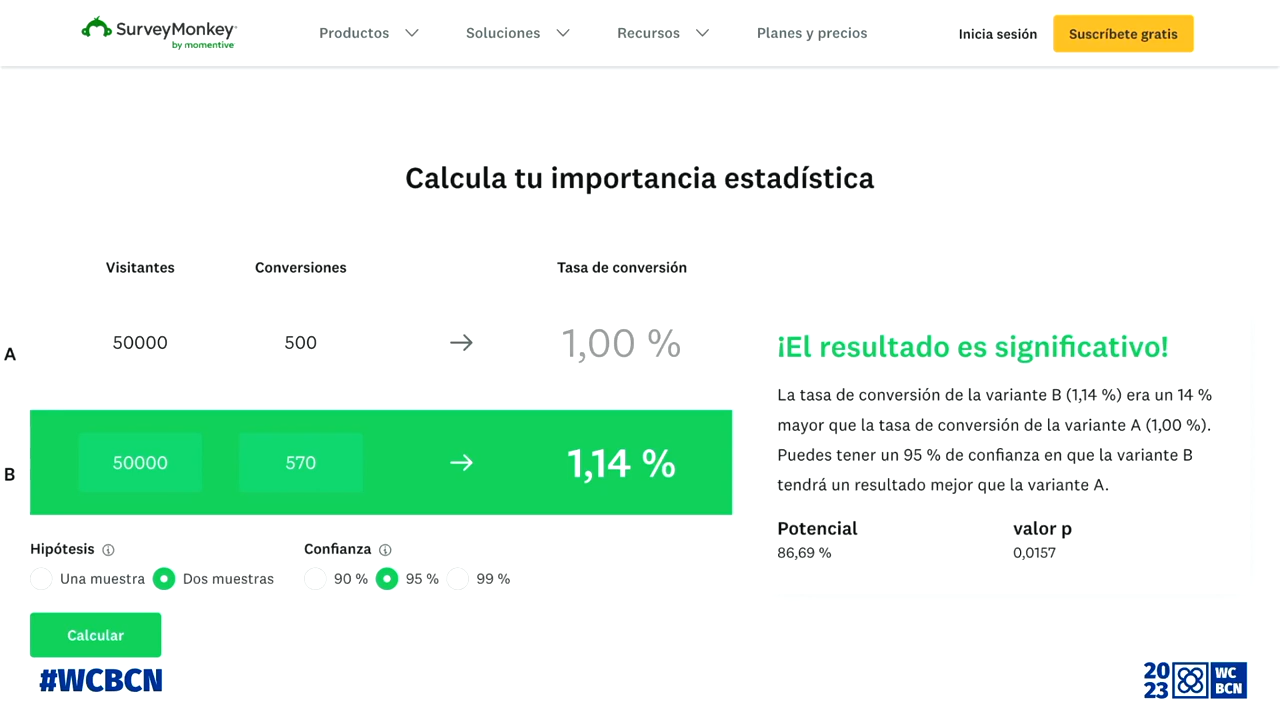 SurveyMonkey
by momentive
Productos
Soluciones
Recursos
Planes y precios
Inicia sesión
Suscríbete gratis
Calcula tu importancia estadística
Visitantes
Conversiones
Tasa de conversión
A
50000
500
1,00 %
B
50000
570
1,14 %
¡El resultado es significativo!
La tasa de conversión de la variante B (1,14 %) era un 14 %
mayor que la tasa de conversión de la variante A (1,00 %).
Puedes tener un 95 % de confianza en que la variante B
tendrá un resultado mejor que la variante A.
Potencial
86,69 %
valor p
0,0157
Hipótesis
Una muestra
Dos muestras
Confianza
90 %
95 %
99 %
Calcular
#WCBCN
20
23
WC
BCN